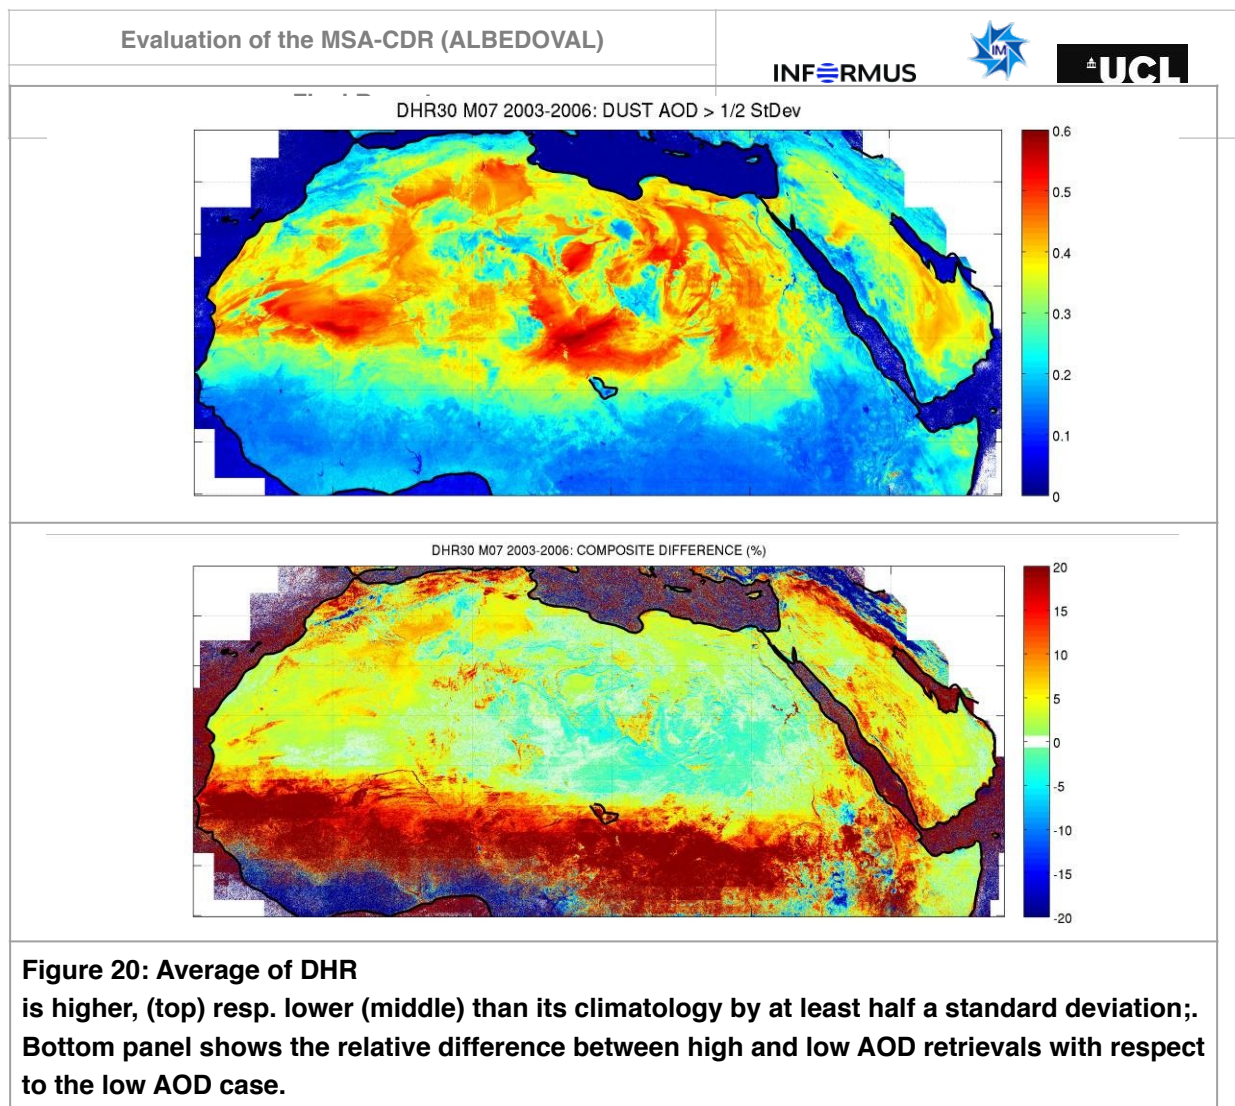 Evaluation of the MSA-CDR (ALBEDOVAL)
INFORMUS
IM
UCL
DHR30 M07 2003-2006: DUST AOD > 1/2 StDev
0.6
0.5
0.4
0.3
0.2
0.1
0
DHR30 M07 2003-2006: COMPOSITE DIFFERENCE (%)
20
15
10
5
0
-5
-10
-15
-20
Figure 20: Average of DHR
is higher, (top) resp. lower (middle) than its climatology by at least half a standard deviation;.
Bottom panel shows the relative difference between high and low AOD retrievals with respect
to the low AOD case.